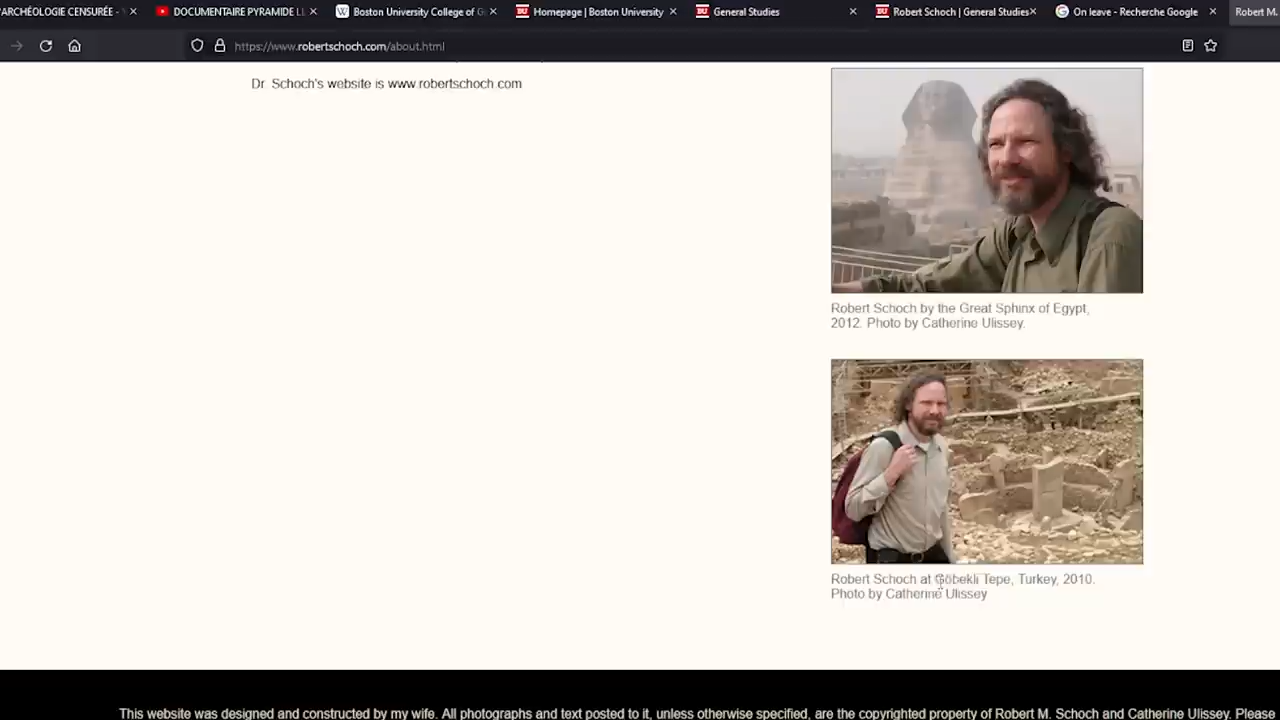 ARCHÉOLOGIE CENSURÉE -
DOCUMENTAIRE PYRAMIDE
Boston University College of G
Homepage | Boston University
General Studies
Robert Schoch | General Studies
On leave - Recherche Google
Robert M.
https://www.robertschoch.com/about.html
Dr Schoch's website is www.robertschoch.com
Robert Schoch by the Great Sphinx of Egypt,
2012. Photo by Catherine Ulissey.
Robert Schoch at Göbekli Tepe, Turkey, 2010.
Photo by Catherine Ulissey
This website was designed and constructed by my wife. All photographs and text posted to it, unless otherwise specified, are the copyrighted property of Robert M. Schoch and Catherine Ulissey. Please